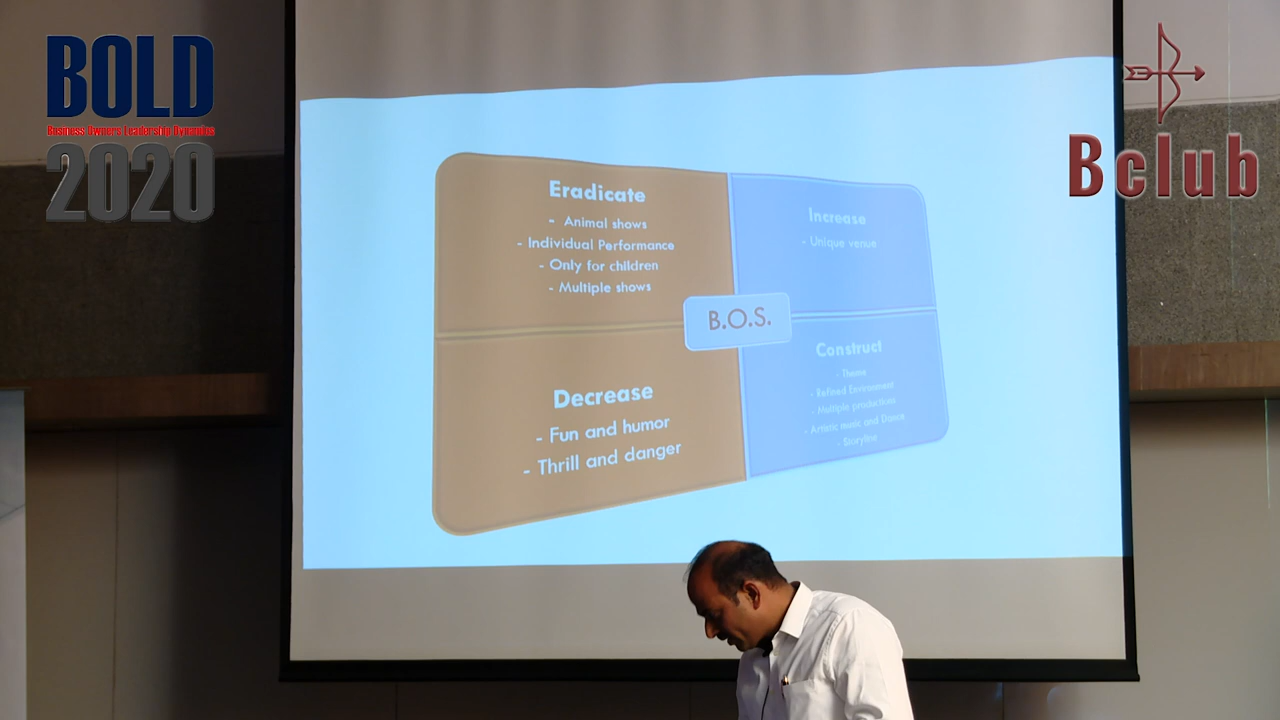 BOLD
Business Owners Leadership Dynamics
2020
Bclub
Eradicate
- Animal shows
- Individual Performance
- Only for children
- Multiple shows
Increase
- Unique venue
B.O.S.
Decrease
- Fun and humor
- Thrill and danger
Construct
- Theme
- Refined Environment
- Multiple productions
- Artistic music and Dance
- Storyline